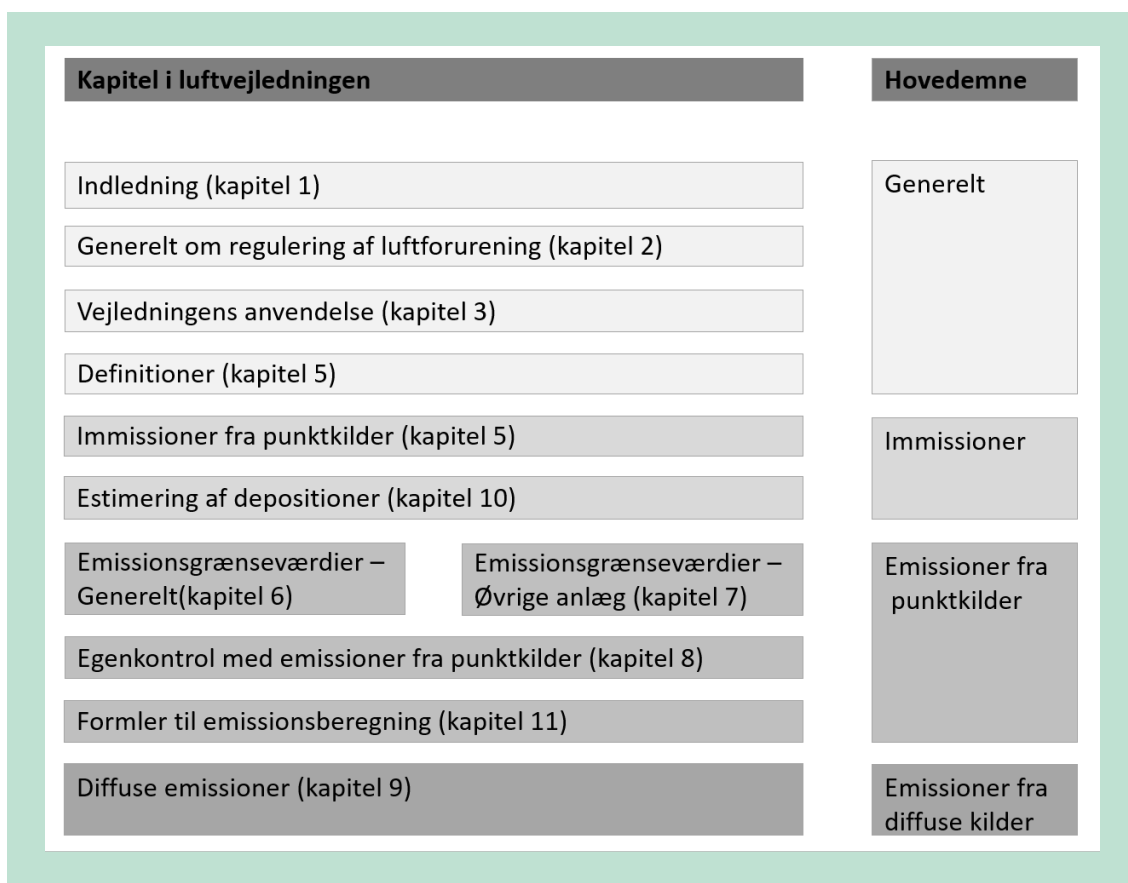 Kapitel i luftvejledningen
Hovedemne
Indledning (kapitel 1)
Generelt om regulering af luftforurening (kapitel 2)
Vejledningens anvendelse (kapitel 3)
Definitioner (kapitel 5)
Generelt
Immissioner fra punktkilder (kapitel 5)
Estimering af depositioner (kapitel 10)
Immissioner
Emissionsgrænseværdier –
Generelt(kapitel 6)
Emissionsgrænseværdier –
Øvrige anlæg (kapitel 7)
Egenkontrol med emissioner fra punktkilder (kapitel 8)
Formler til emissionsberegning (kapitel 11)
Emissioner fra
punktkilder
Diffuse emissioner (kapitel 9)
Emissioner fra
diffuse kilder